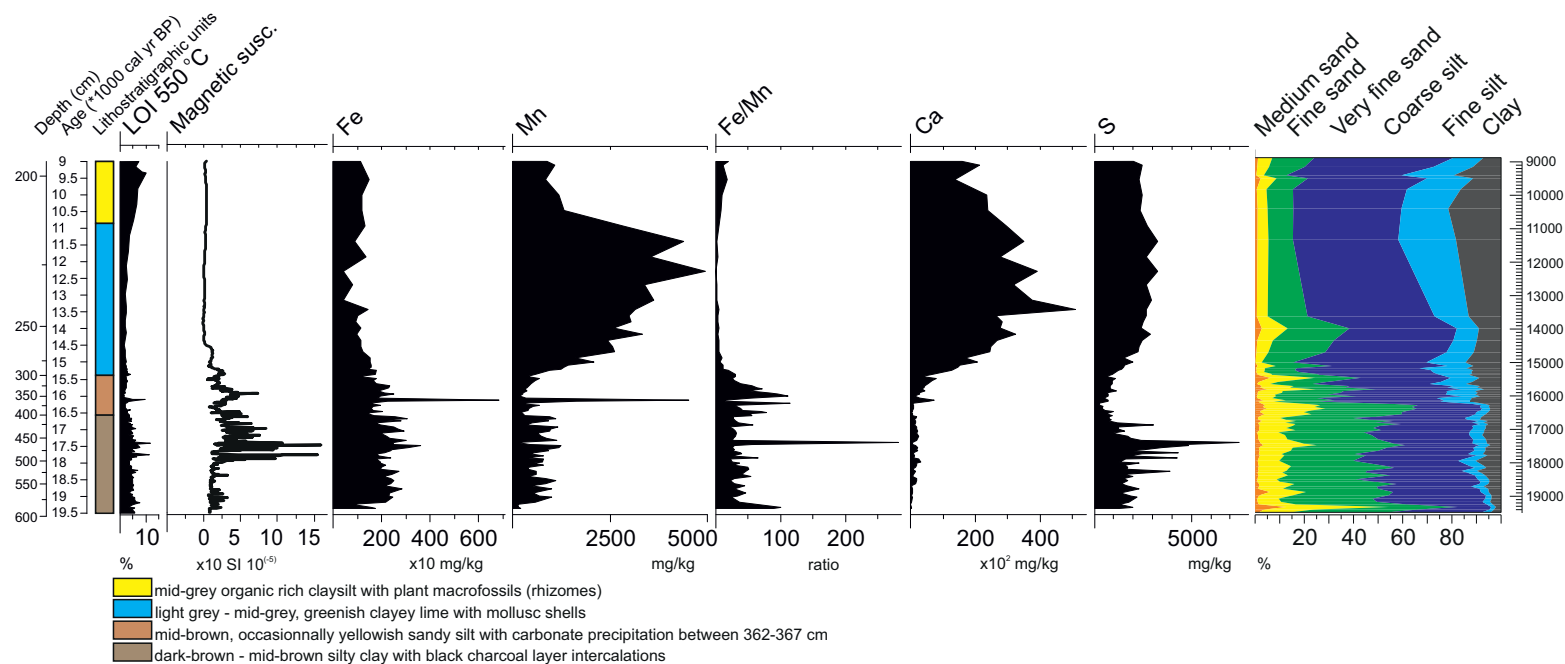 Depth (cm)
Age (*1000 cal yr BP)
Lithostratigraphic units
LOI 550 °C
Magnetic susc.
Fe
Mn
Fe/Mn
Ca
S
Medium sand
Fine sand
Very fine sand
Coarse silt
Fine silt
Clay
200
250
300
350
400
450
500
550
600
9
9.5
10
10.5
11.5
12.5
13
13.5
14
14.5
15
15.5
16
16.5
17.5
18
18.5
19
19.5
9000
10000
11000
12000
13000
14000
15000
16000
17000
18000
19000
10
0 5 10 15
200 400 600
2500 5000
100 200
200 400
5000
20 40 60 80
%
x10 SI 10(-5)
x10 mg/kg
mg/kg
ratio
x10² mg/kg
mg/kg
%
mid-grey organic rich claysilt with plant macrofossils (rhizomes)
light grey - mid-grey, greenish clayey lime with mollusc shells
mid-brown, occasionnally yellowish sandy silt with carbonate precipitation between 362-367 cm
dark-brown - mid-brown silty clay with black charcoal layer intercalations